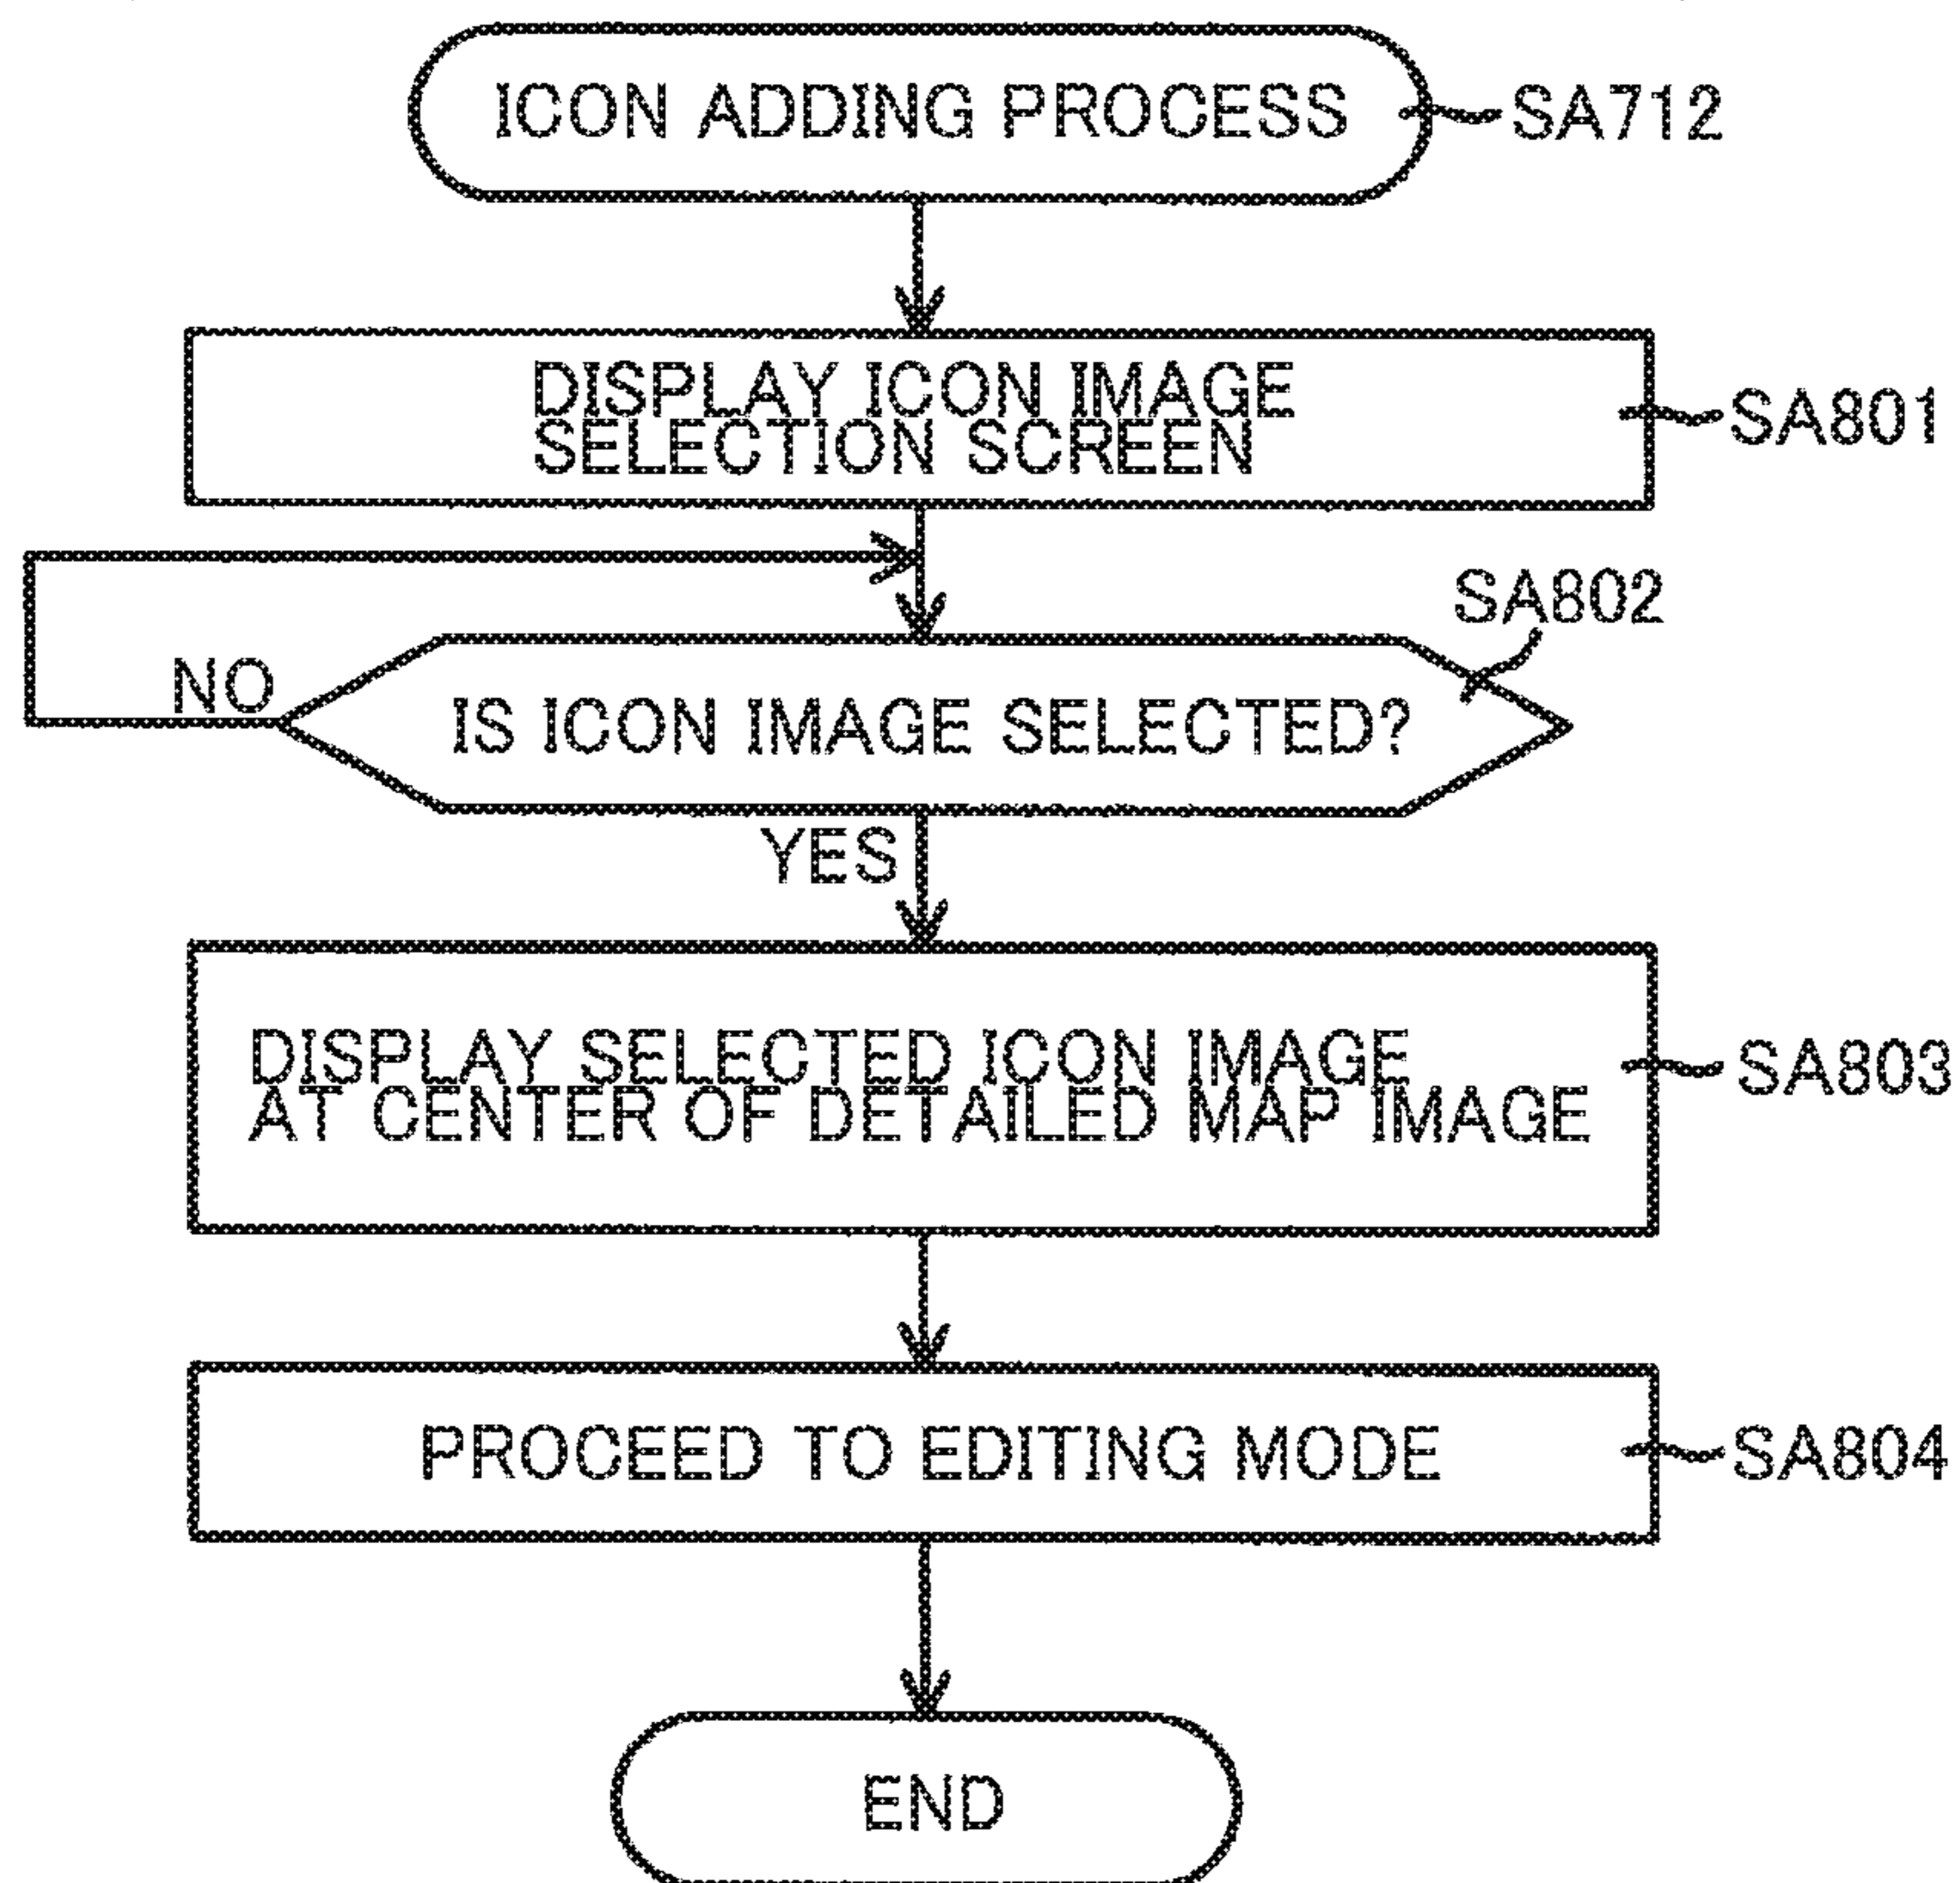 ICON ADDING PROCESS
SA712
DISPLAY ICON IMAGE
SELECTION SCREEN
SA801
SA802
NO
IS ICON IMAGE SELECTED?
YES
DISPLAY SELECTED ICON IMAGE
AT CENTER OF DETAILED MAP IMAGE
SA803
PROCEED TO EDITING MODE
SA804
END